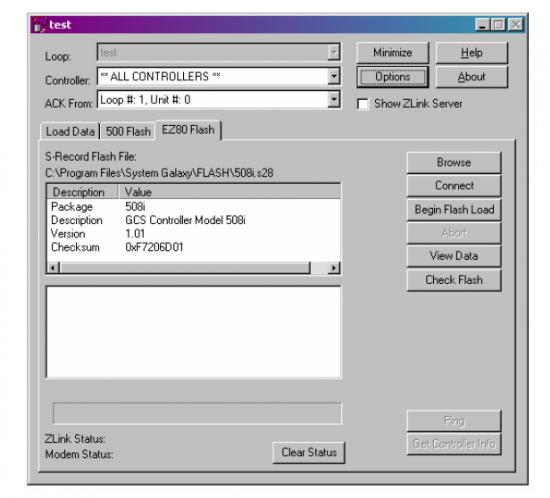 test
Loop: test
Minimize Help
Controller: ** ALL CONTROLLERS **
Options About
ACK From: Loop #: 1, Unit #: 0
Show ZLink Server
Load Data 500 Flash EZ80 Flash
S-Record Flash File:
C:\Program Files\System Galaxy\FLASH\508i.s28
Description Value
Package 508i
Description GCS Controller Model 508i
Version 1.01
Checksum 0xF7206D01
Browse
Connect
Begin Flash Load
Abort
View Data
Check Flash
Ping
Get Controller Info
ZLink Status:
Modem Status:
Clear Status